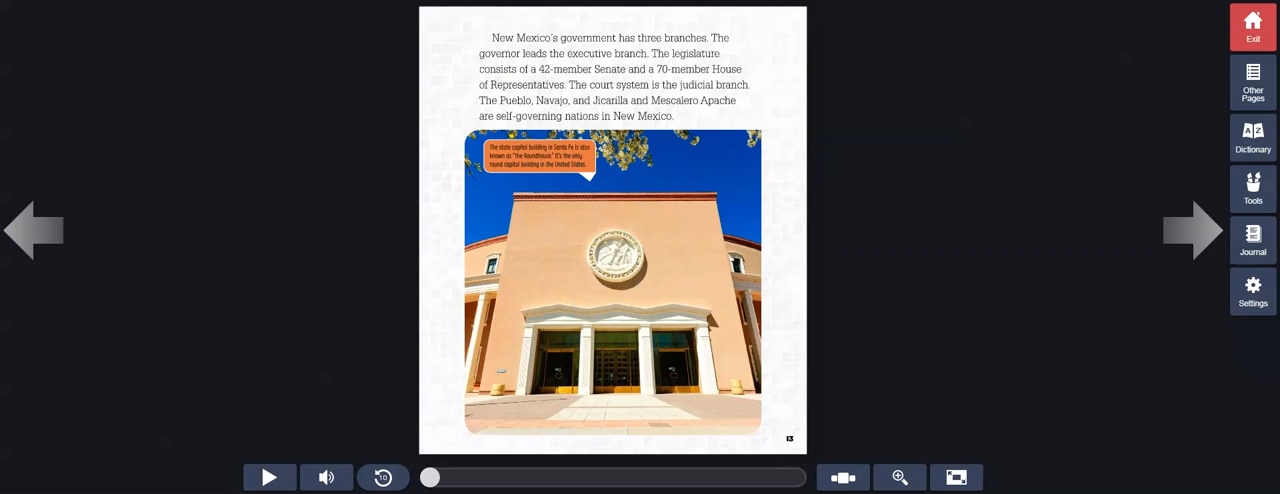 New Mexico's government has three branches. The
governor leads the executive branch. The legislature
consists of a 42-member Senate and a 70-member House
of Representatives. The court system is the judicial branch.
The Pueblo, Navajo, and Jicarilla and Mescalero Apache
are self-governing nations in New Mexico.
The state capitol building in Santa Fe is also
known as "the Roundhouse." It's the only
round capitol building in the United States.
13
Exit
Other
Pages
A Z
Dictionary
Tools
Journal
Settings
10